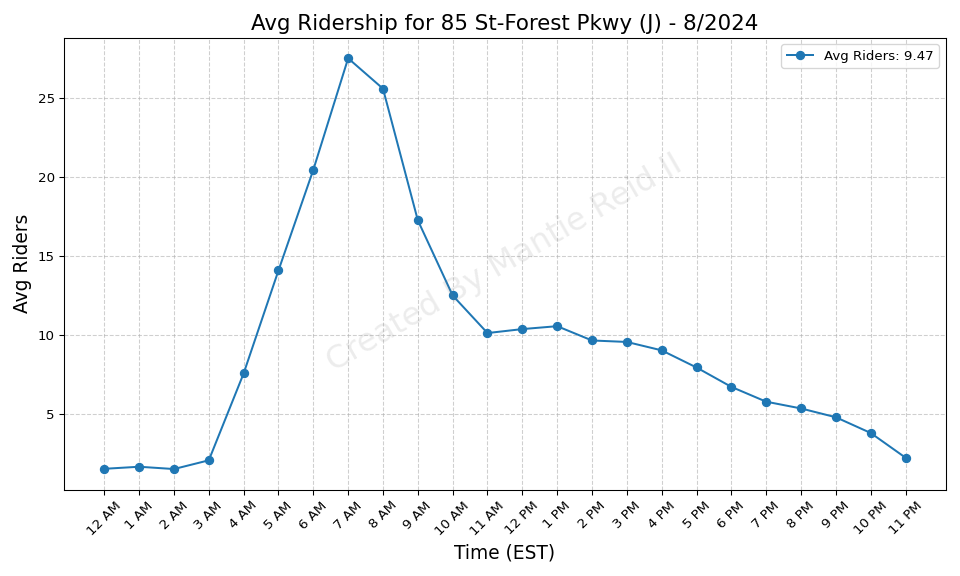 Avg Ridership for 85 St-Forest Pkwy (J) - 8/2024
Avg Riders: 9.47
25
20
15
10
5
Avg Riders
Created By Mantie Reid II
12 AM
1 AM
2 AM
3 AM
4 AM
5 AM
6 AM
7 AM
8 AM
9 AM
10 AM
11 AM
12 PM
1 PM
2 PM
3 PM
4 PM
5 PM
6 PM
7 PM
8 PM
9 PM
10 PM
11 PM
Time (EST)